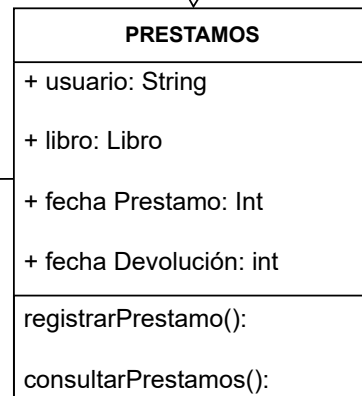 PRESTAMOS
+ usuario: String
+ libro: Libro
+ fecha Prestamo: Int
+ fecha Devolución: int
registrarPrestamo():
consultarPrestamos():